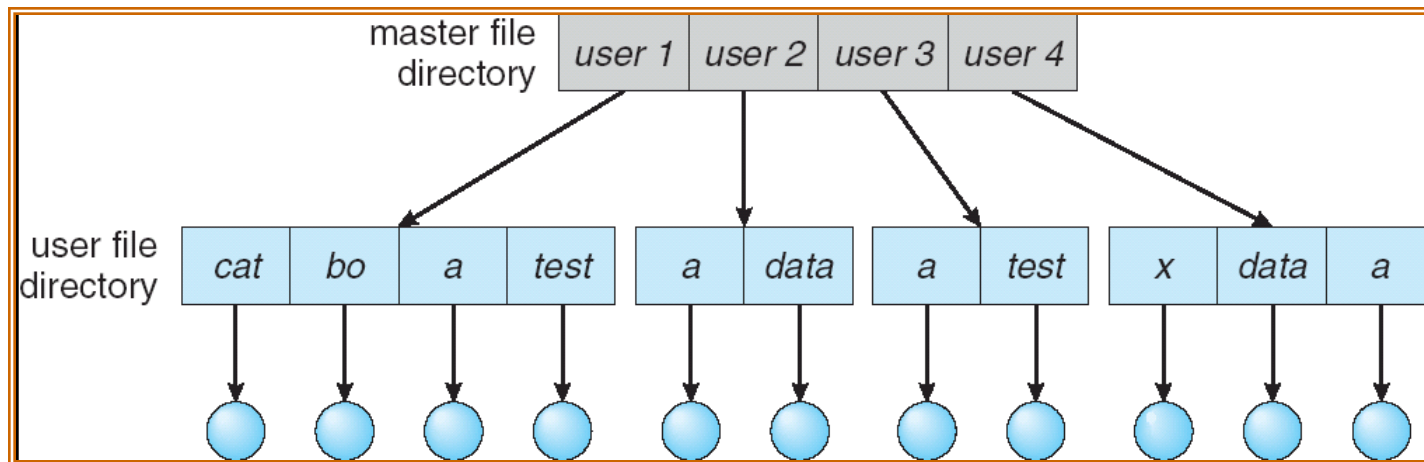 master file
directory
user 1 user 2 user 3 user 4
user file
directory
cat bo a test a data a test x data a